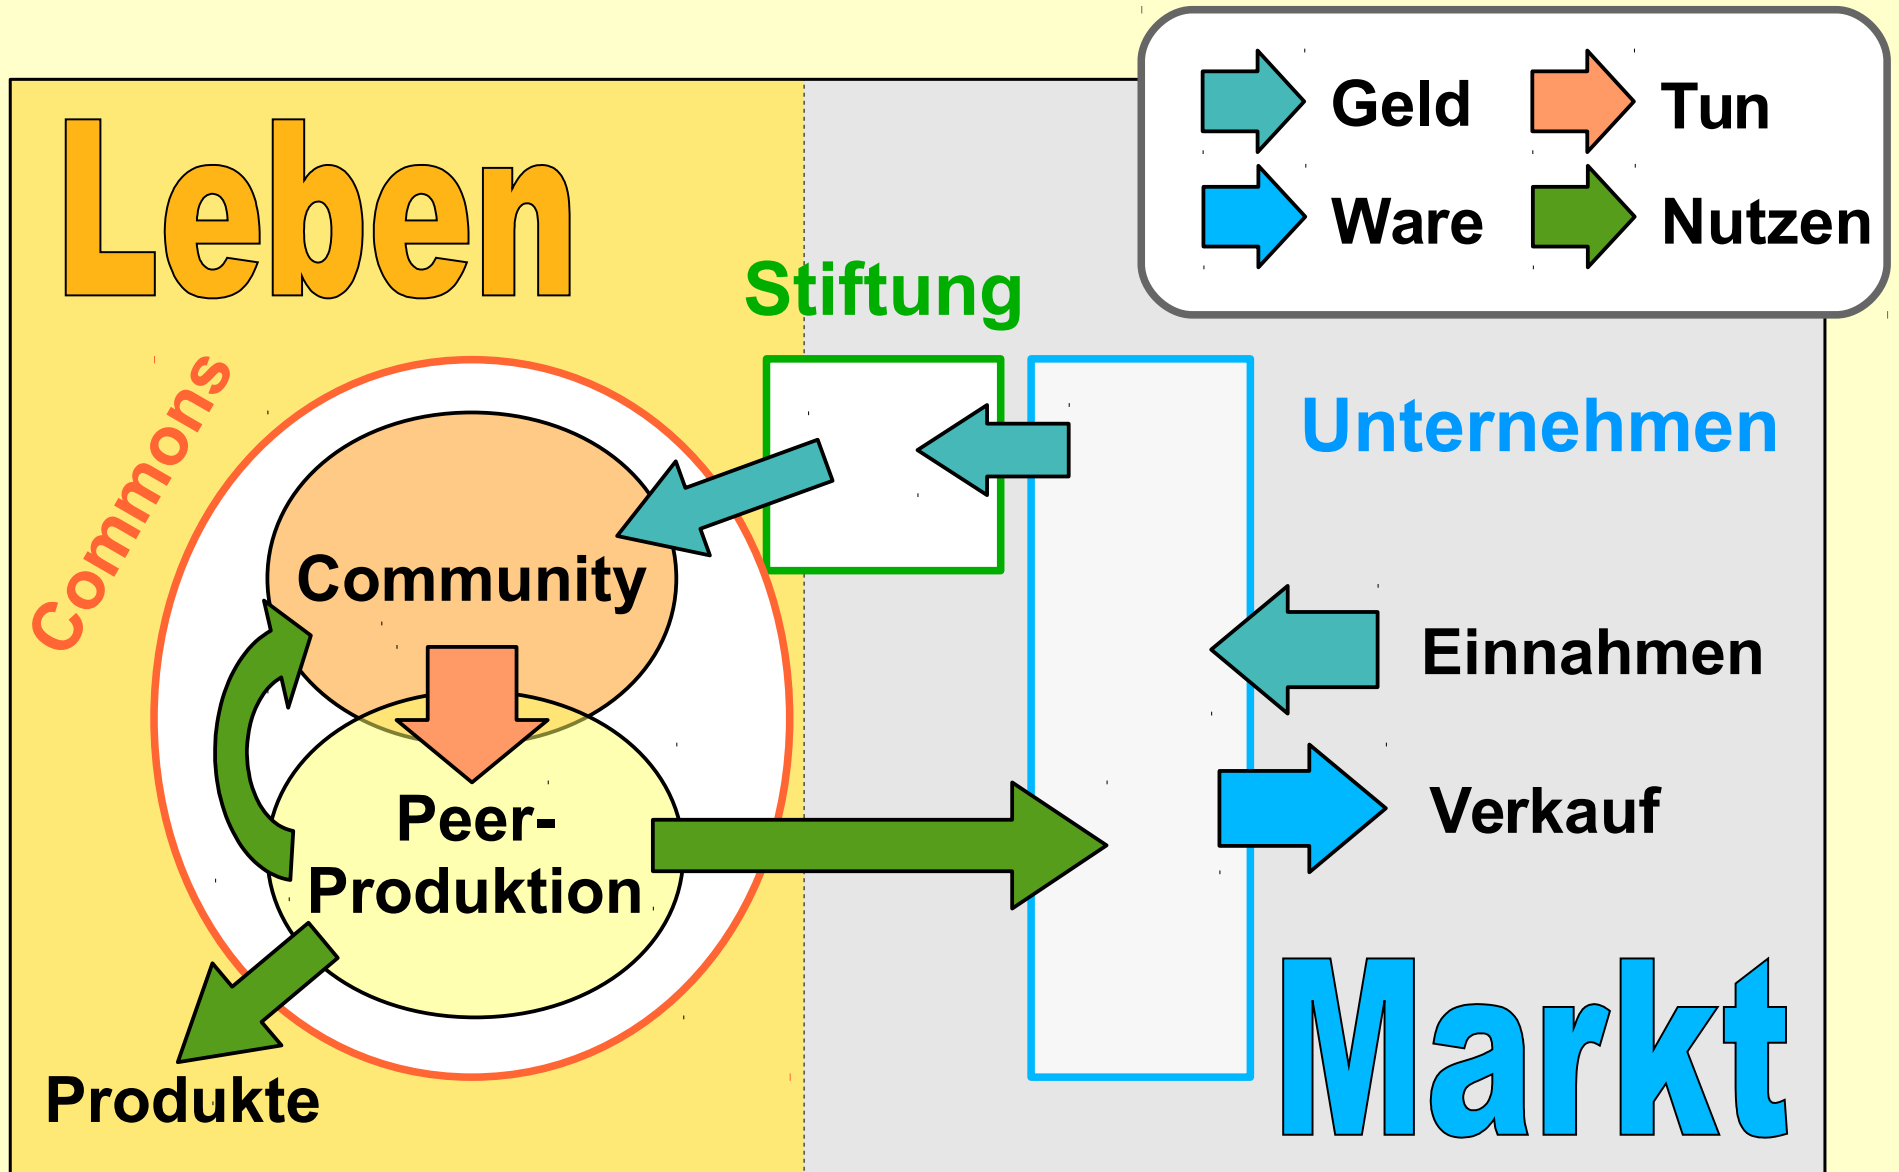 Geld
Tun
Ware
Nutzen
Leben
Stiftung
Commons
Unternehmen
Community
Einnahmen
Peer-
Produktion
Verkauf
Produkte
Markt